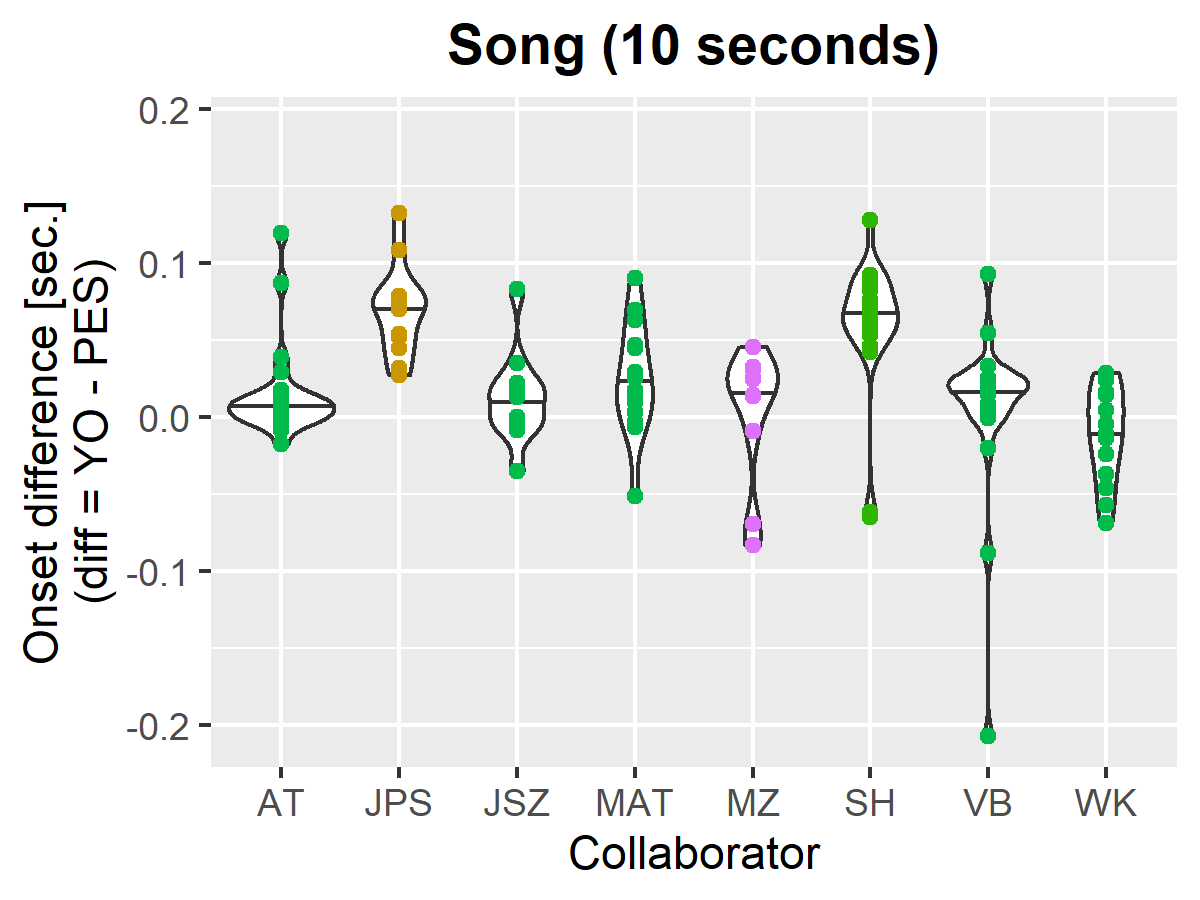 Song (10 seconds)
Onset difference [sec.]
(diff = YO - PES)
0.2
0.1
0.0
-0.1
-0.2
AT JPS JSZ MAT MZ SH VB WK
Collaborator